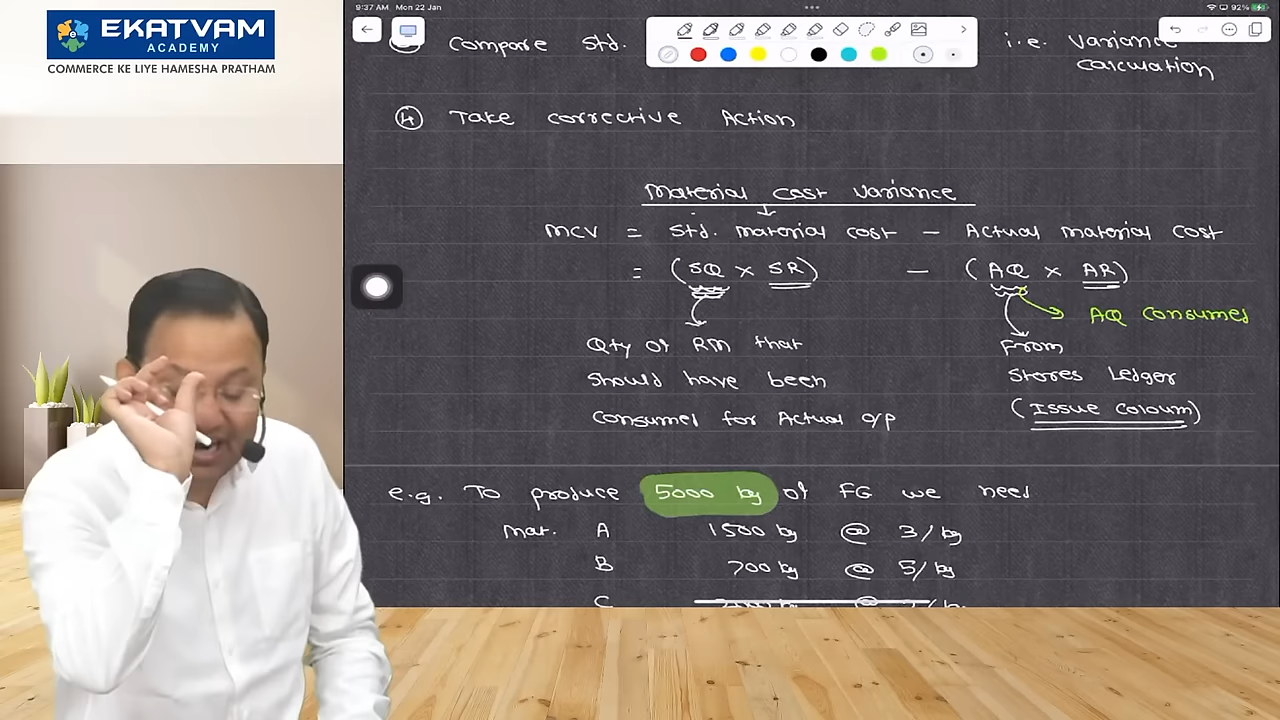 EKATVAM
ACADEMY
COMMERCE KE LIYE HAMESHA PRATHAM
9:37 AM Mon 22 Jan
92%
Compare Std. i.e. Variance
Calculation
4 Take corrective Action
Material Cost Variance
MCV = Std. material cost - Actual material cost
= (SQ × SR) - (AQ × AR)
AQ Consumed
Qty of RM that From
should have been Stores Ledger
consumed for Actual o/p (Issue Coloum)
e.g. To produce 5000 kg of FG we need
Mat. A 1500 kg @ 3/kg
B 700 kg @ 5/kg
C